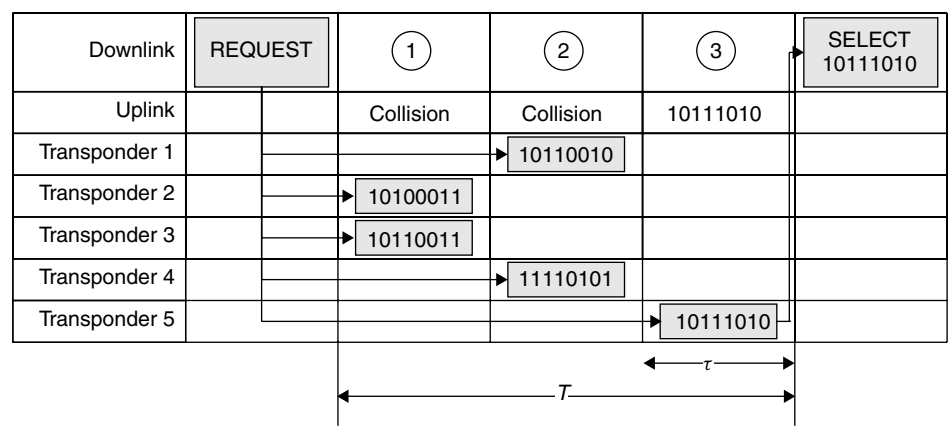 Downlink REQUEST 1 2 3 SELECT
10111010
Uplink Collision Collision 10111010
Transponder 1 10110010
Transponder 2 10100011
Transponder 3 10110011
Transponder 4 11110101
Transponder 5 10111010
τ
T